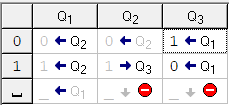 Q₁ Q₂ Q₃
0 0 ← Q₂ 0 ← Q₂ 1 ← Q₁
1 1 ← Q₂ 1 → Q₃ 0 ← Q₁
_ _ ← Q₁ _ ↓ _ ↓